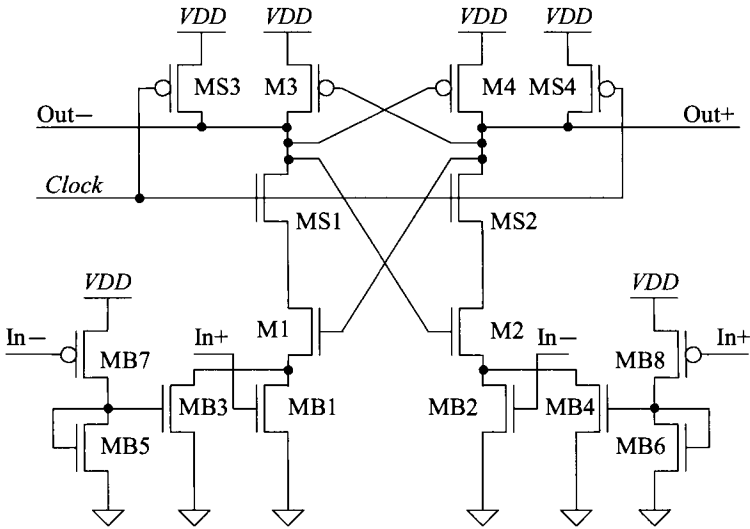 VDD VDD VDD VDD
MS3 M3 M4 MS4
Out− Out+
Clock
MS1 MS2
VDD VDD
In− In+ M1 M2 In− In+
MB7 MB8
MB3 MB1 MB2 MB4
MB5 MB6